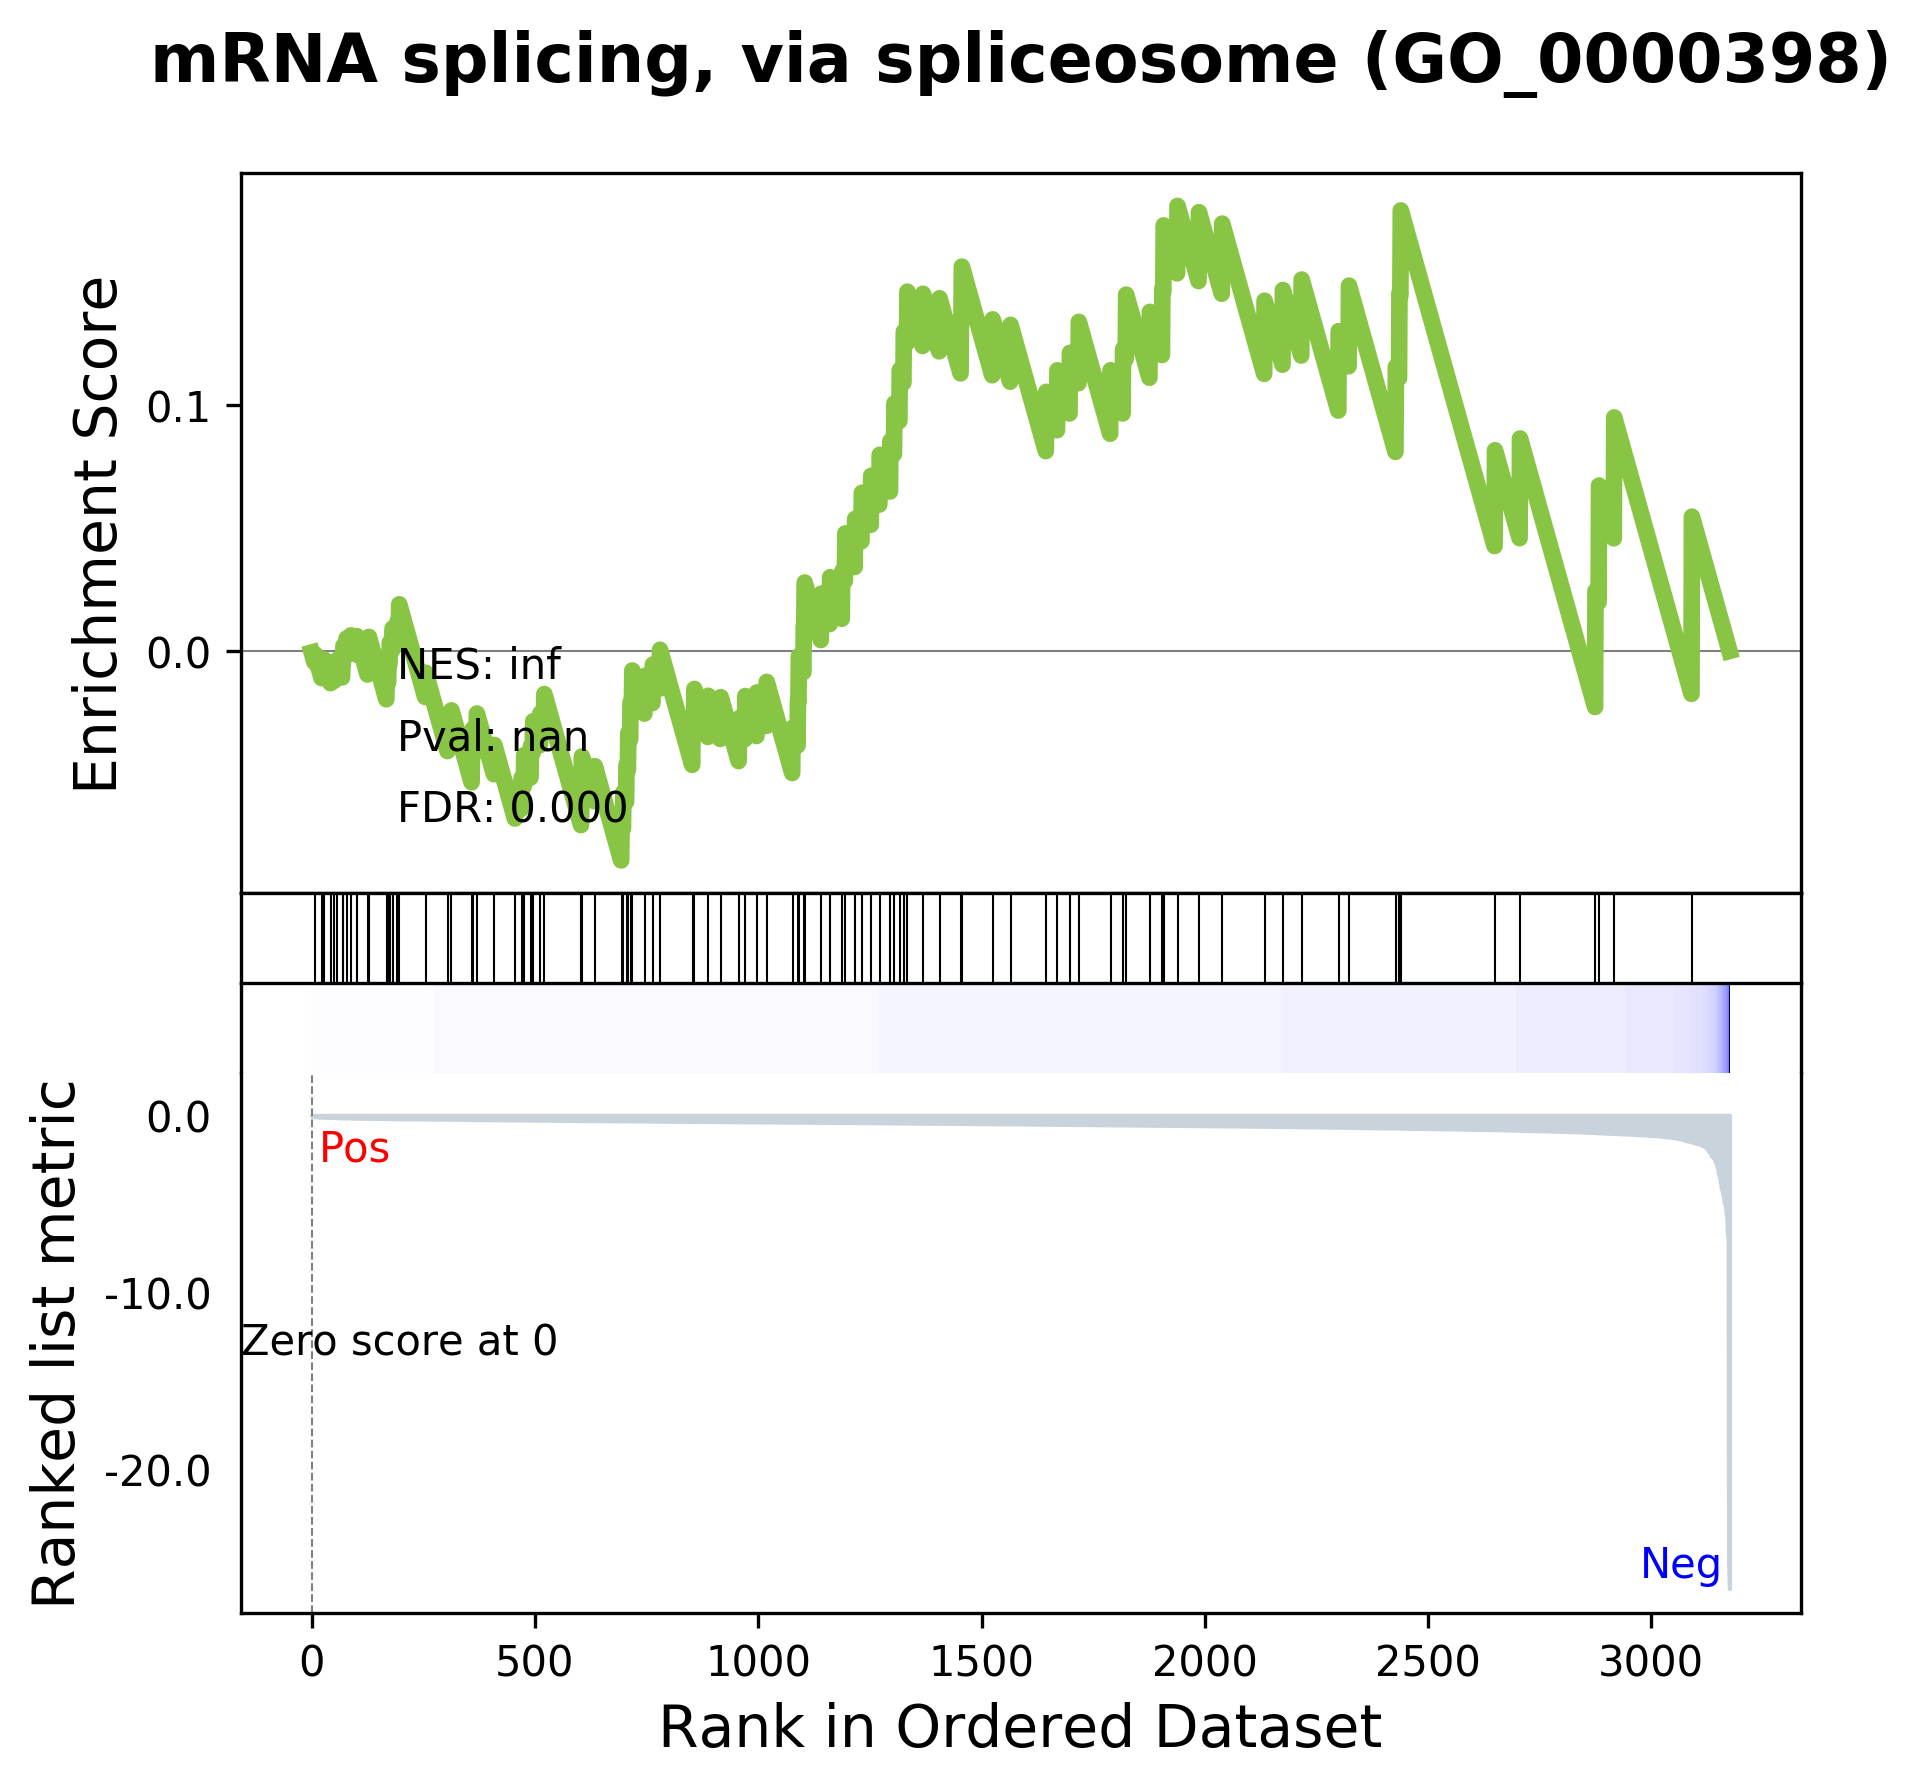 mRNA splicing, via spliceosome (GO_0000398)
Enrichment Score
0.1
0.0
NES: inf
Pval: nan
FDR: 0.000
Ranked list metric
0.0
Pos
-10.0
Zero score at 0
-20.0
Neg
0 500 1000 1500 2000 2500 3000
Rank in Ordered Dataset